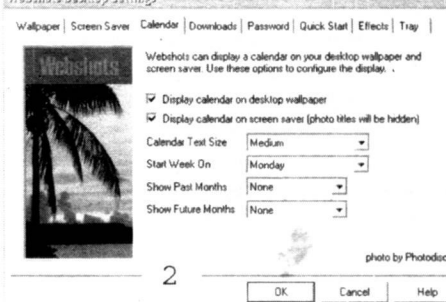 Webshots Desktop Settings
Wallpaper Screen Saver Calendar Downloads Password Quick Start Effects Tray
Webshots
Webshots can display a calendar on your desktop wallpaper and
screen saver. Use these options to configure the display.
Display calendar on desktop wallpaper
Display calendar on screen saver (photo titles will be hidden)
Calendar Text Size Medium
Start Week On Monday
Show Past Months None
Show Future Months None
photo by Photodisc
2
OK Cancel Help